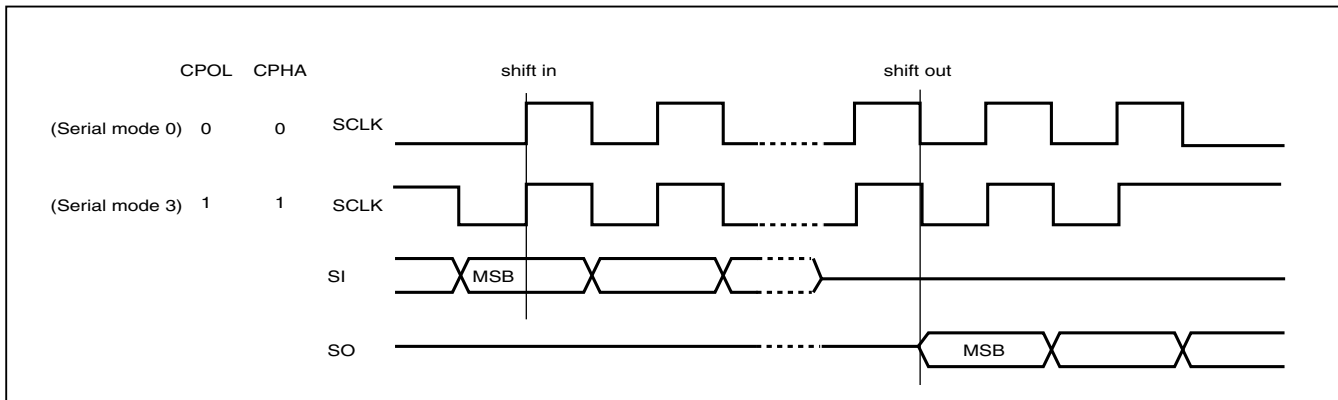 CPOL CPHA shift in shift out
(Serial mode 0) 0 0 SCLK
(Serial mode 3) 1 1 SCLK
SI MSB
SO MSB